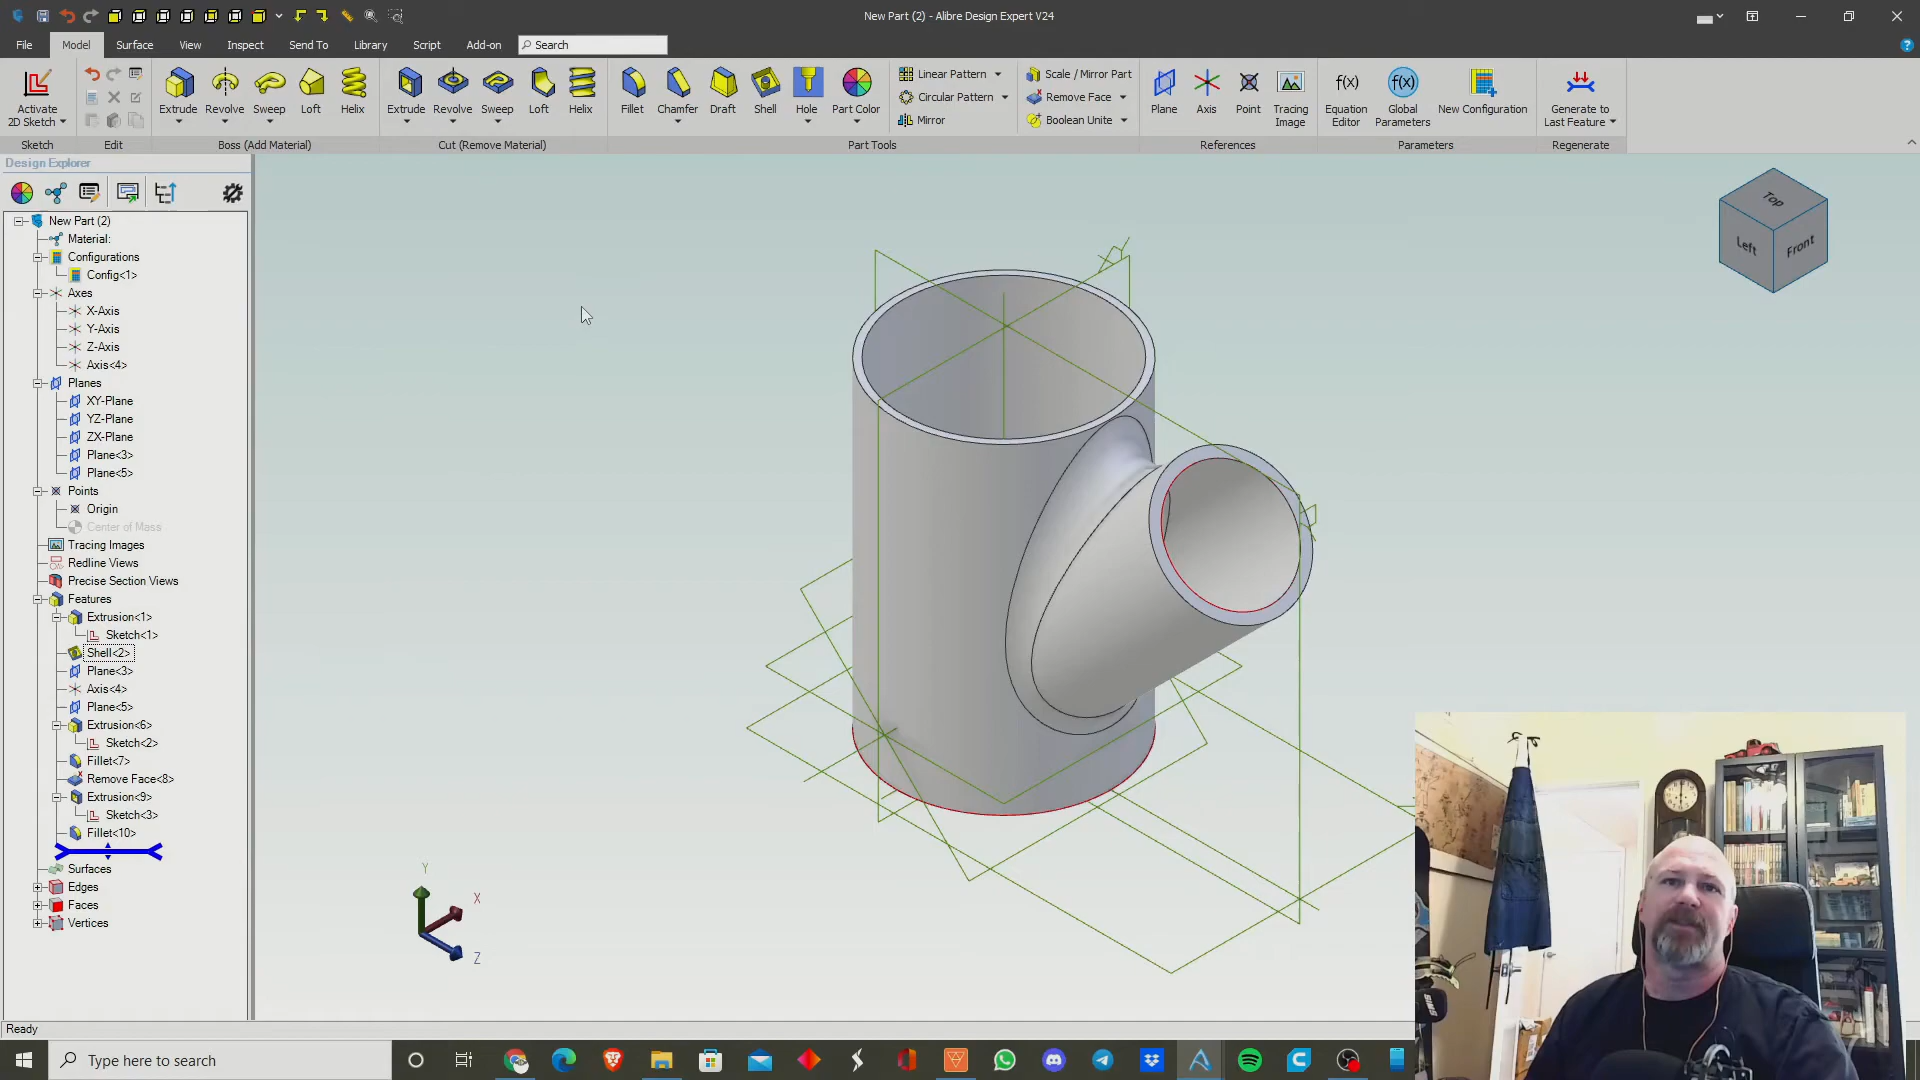 New Part (2) - Alibre Design Expert V24
File
Model
Surface
View
Inspect
Send To
Library
Script
Add-on
Search
Activate
2D Sketch
Extrude
Revolve
Sweep
Loft
Helix
Extrude
Revolve
Sweep
Loft
Helix
Fillet
Chamfer
Draft
Shell
Hole
Part Color
Linear Pattern
Circular Pattern
Mirror
Scale / Mirror Part
Remove Face
Boolean Unite
Plane
Axis
Point
Tracing
Image
f(x)
Equation
Editor
f(x)
Global
Parameters
New Configuration
Generate to
Last Feature
Sketch
Edit
Boss (Add Material)
Cut (Remove Material)
Part Tools
References
Parameters
Regenerate
Design Explorer
New Part (2)
Material:
Configurations
Config<1>
Axes
X-Axis
Y-Axis
Z-Axis
Axis<4>
Planes
XY-Plane
YZ-Plane
ZX-Plane
Plane<3>
Plane<5>
Points
Origin
Center of Mass
Tracing Images
Redline Views
Precise Section Views
Features
Extrusion<1>
Sketch<1>
Shell<2>
Plane<3>
Axis<4>
Plane<5>
Extrusion<6>
Sketch<2>
Fillet<7>
Remove Face<8>
Extrusion<9>
Sketch<3>
Fillet<10>
Surfaces
Edges
Faces
Vertices
Top
Left
Front
Y
X
Z
Ready
Type here to search